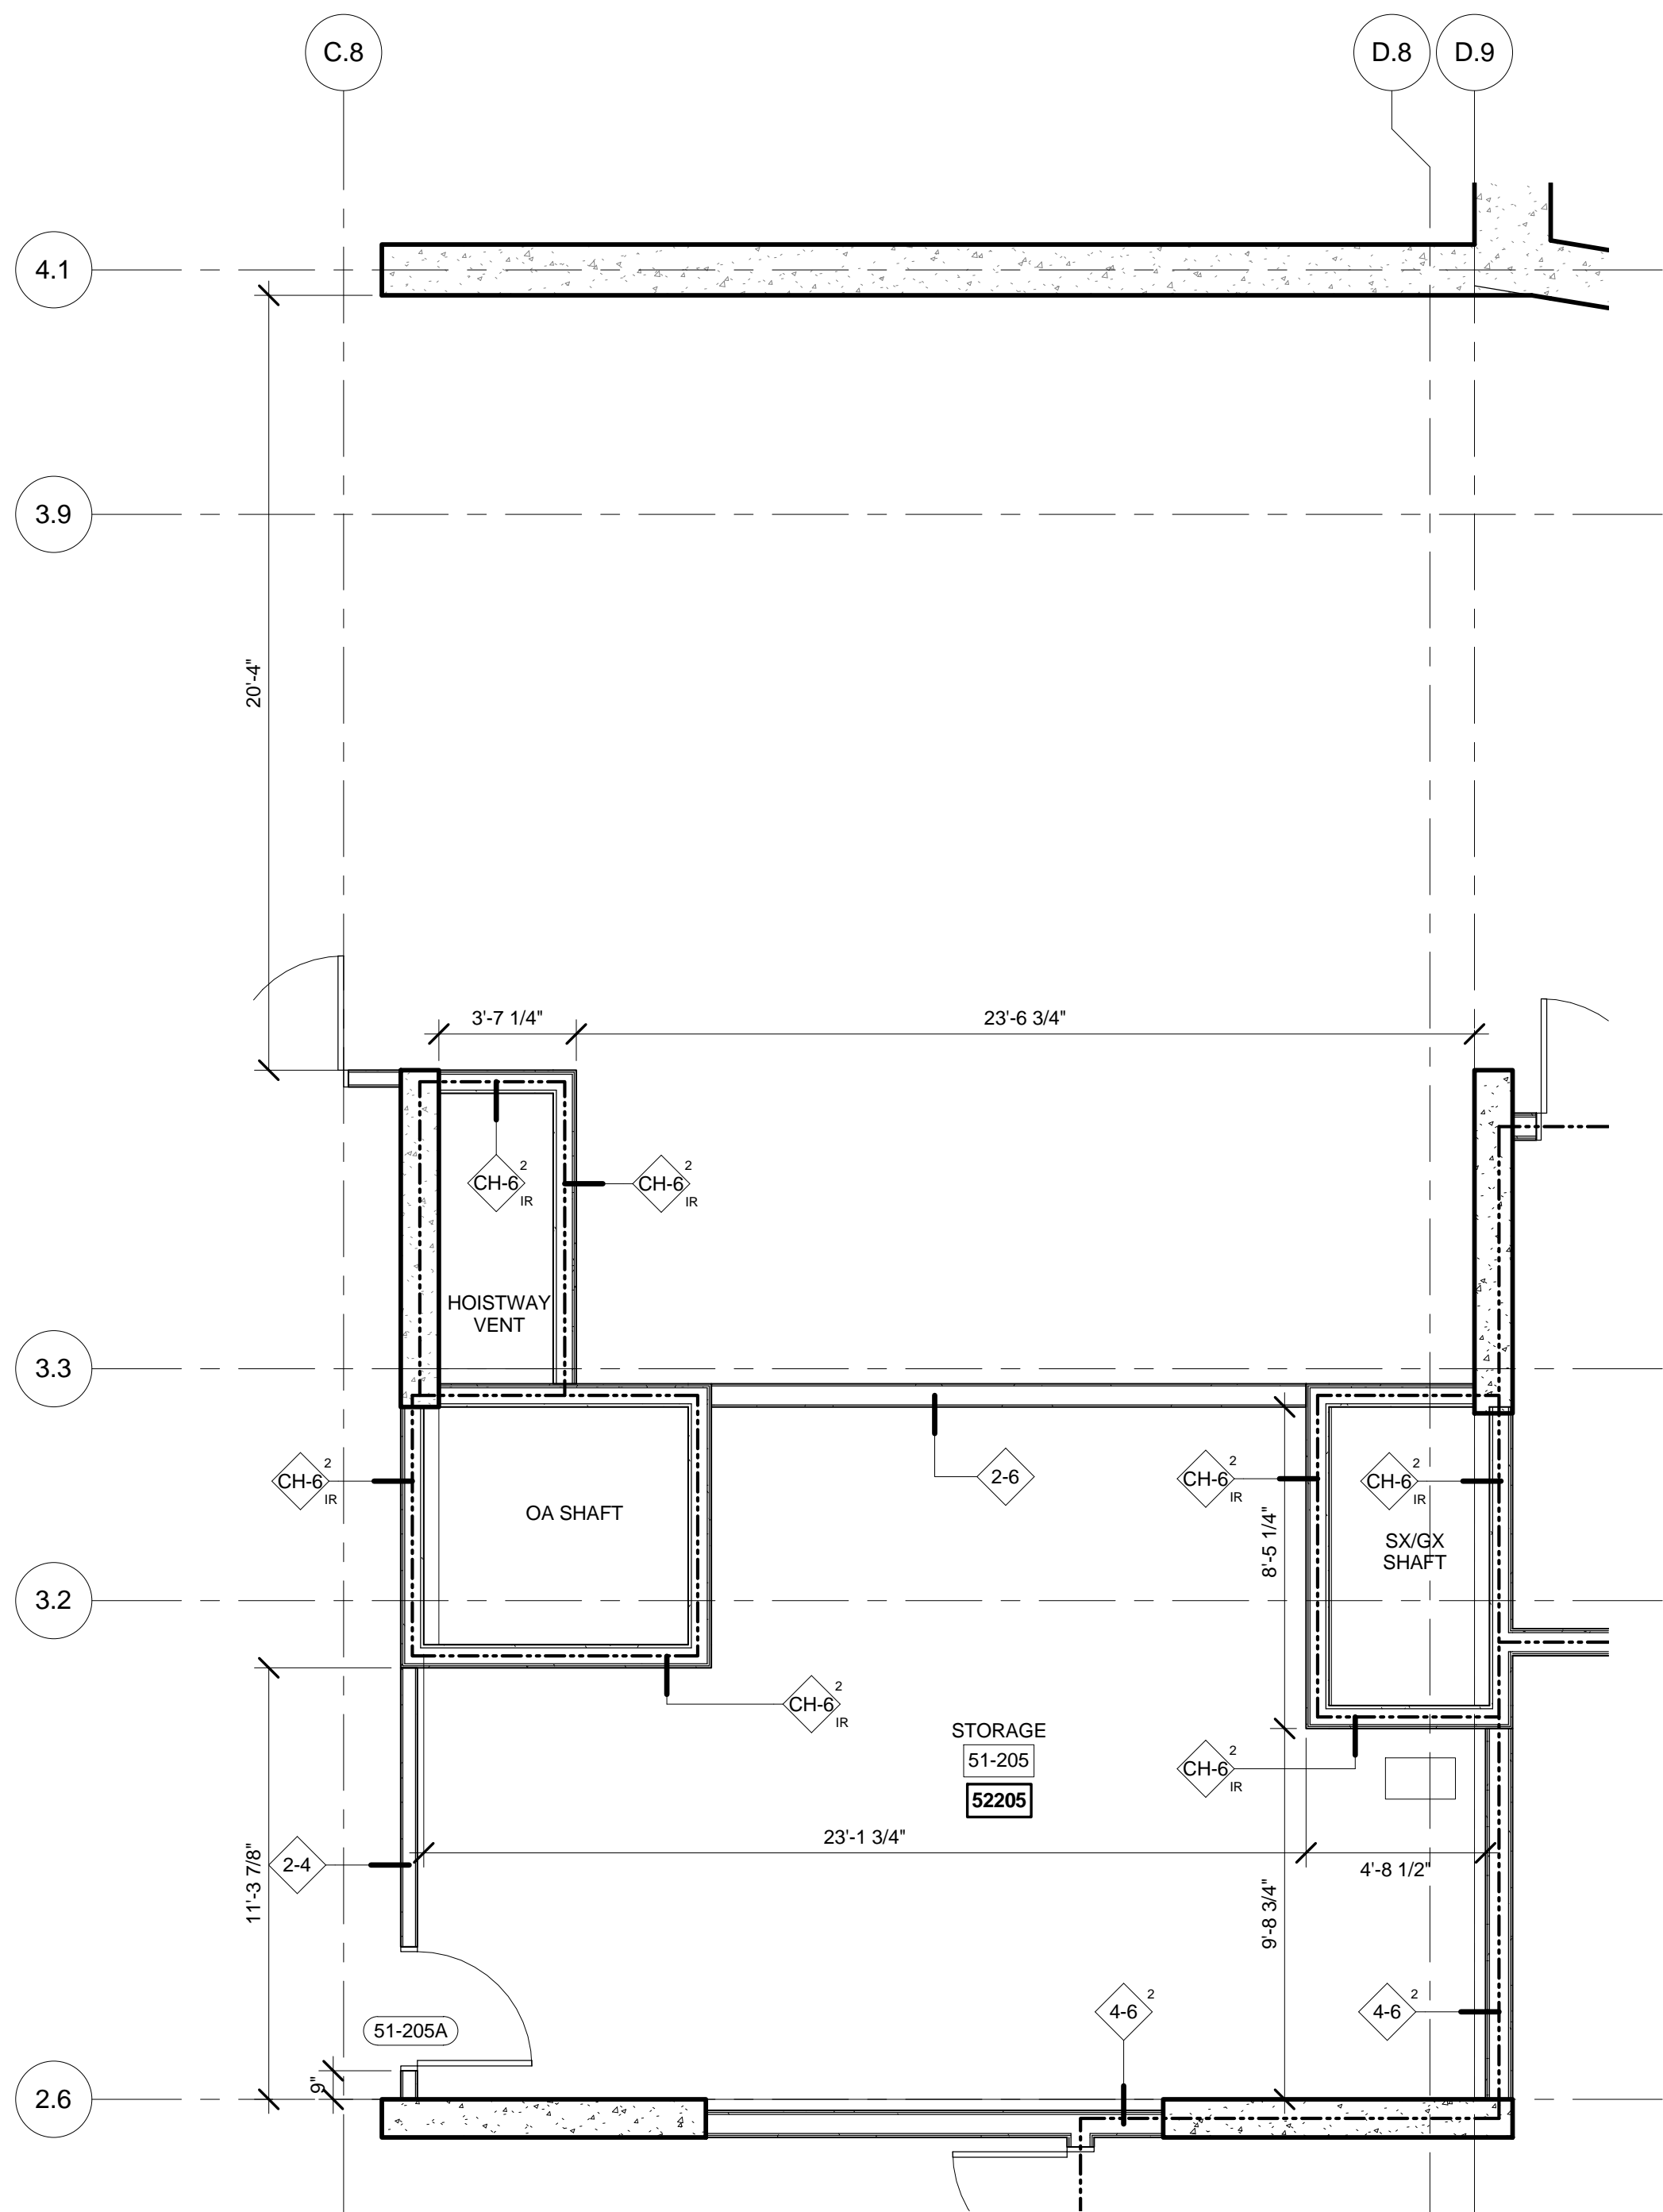 C.8
D.8
D.9
4.1
3.9
20'-4"
3'-7 1/4"
23'-6 3/4"
CH-6
2
IR
CH-6
2
IR
HOISTWAY
VENT
3.3
CH-6
2
IR
OA SHAFT
2-6
CH-6
2
IR
CH-6
2
IR
8'-5 1/4"
SX/GX
SHAFT
3.2
CH-6
2
IR
STORAGE
51-205
52205
CH-6
2
IR
23'-1 3/4"
4'-8 1/2"
2-4
11'-3 7/8"
9'-8 3/4"
4-6
2
4-6
2
51-205A
9"
2.6